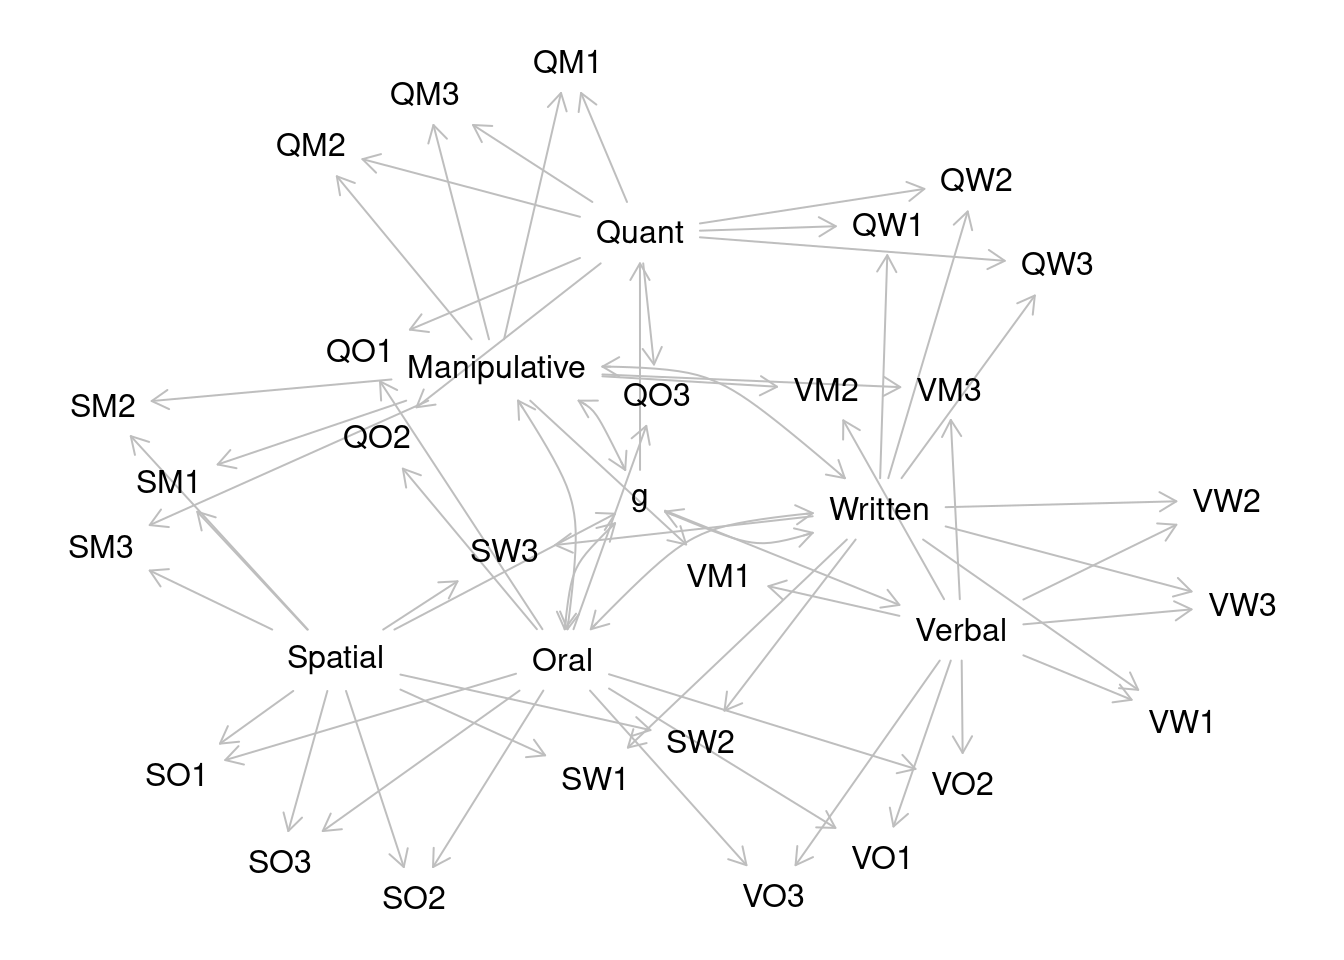 QM1
QM3
QM2
QW2
QW1
Quant
QW3
QO1
Manipulative
VM2
VM3
QO3
SM2
QO2
SM1
g
VW2
Written
SM3
SW3
VM1
VW3
Verbal
Spatial
Oral
VW1
SW2
SO1
SW1
VO2
VO1
SO3
SO2
VO3